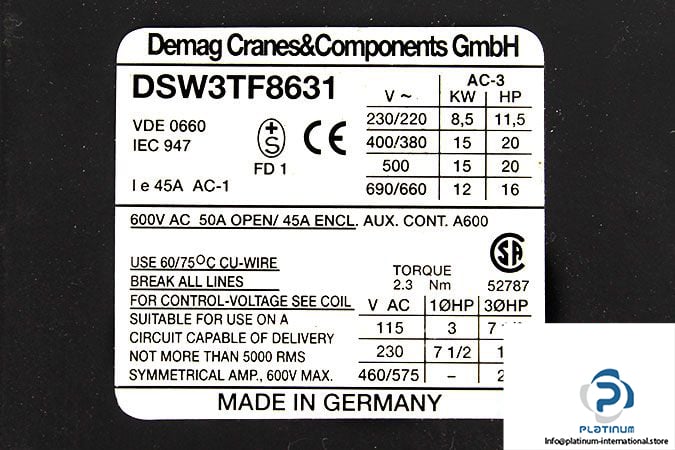 Demag Cranes&Components GmbH
DSW3TF8631
VDE 0660
IEC 947
S
CE
FD 1
I e 45A AC-1
AC-3
V ~ KW HP
230/220 8,5 11,5
400/380 15 20
500 15 20
690/660 12 16
600V AC 50A OPEN/ 45A ENCL. AUX. CONT. A600
USE 60/75°C CU-WIRE
BREAK ALL LINES
FOR CONTROL-VOLTAGE SEE COIL
SUITABLE FOR USE ON A
CIRCUIT CAPABLE OF DELIVERY
NOT MORE THAN 5000 RMS
SYMMETRICAL AMP., 600V MAX.
SA
TORQUE
2.3 Nm 52787
V AC 1ØHP 3ØHP
115 3 7
230 7 1/2
460/575 –
MADE IN GERMANY
PLATINUM
Info@platinum-international.store